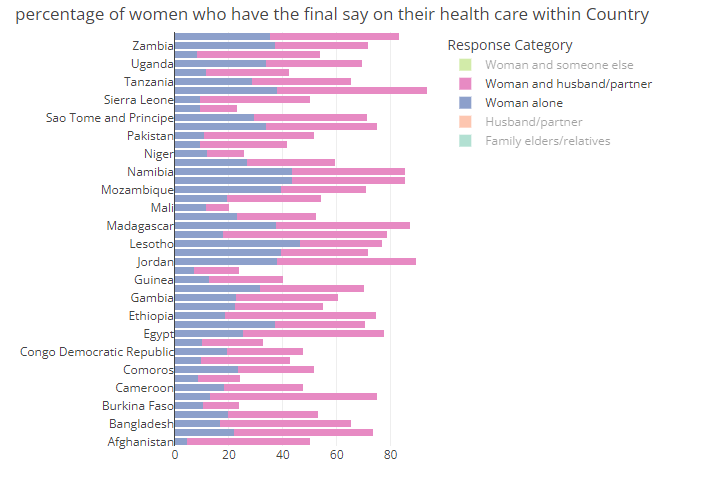 percentage of women who have the final say on their health care within Country
Response Category
Woman and someone else
Woman and husband/partner
Woman alone
Husband/partner
Family elders/relatives
Zambia
Uganda
Tanzania
Sierra Leone
Sao Tome and Principe
Pakistan
Niger
Namibia
Mozambique
Mali
Madagascar
Lesotho
Jordan
Guinea
Gambia
Ethiopia
Egypt
Congo Democratic Republic
Comoros
Cameroon
Burkina Faso
Bangladesh
Afghanistan
0 20 40 60 80